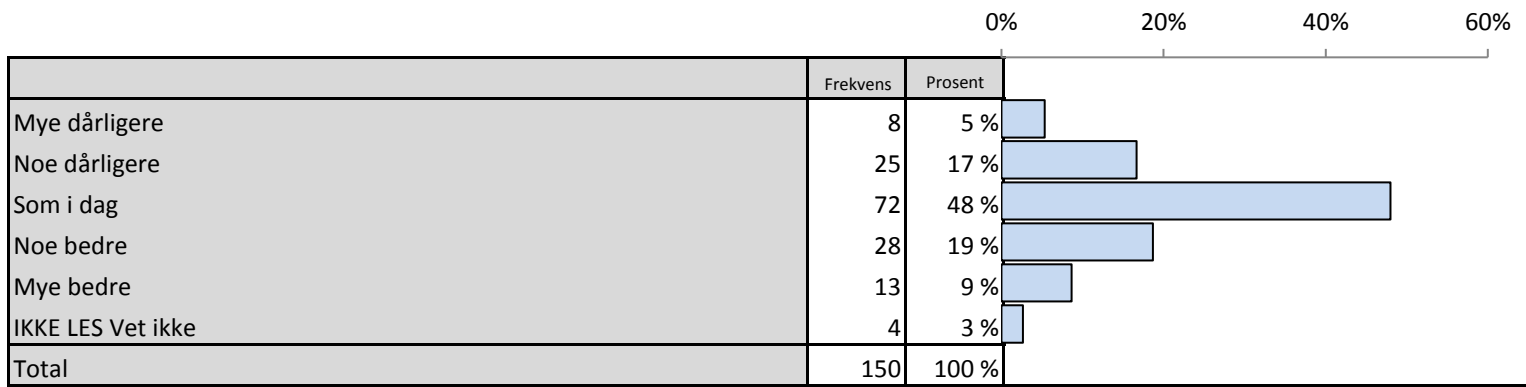 0% 20% 40% 60%
Frekvens Prosent
Mye dårligere 8 5 %
Noe dårligere 25 17 %
Som i dag 72 48 %
Noe bedre 28 19 %
Mye bedre 13 9 %
IKKE LES Vet ikke 4 3 %
Total 150 100 %